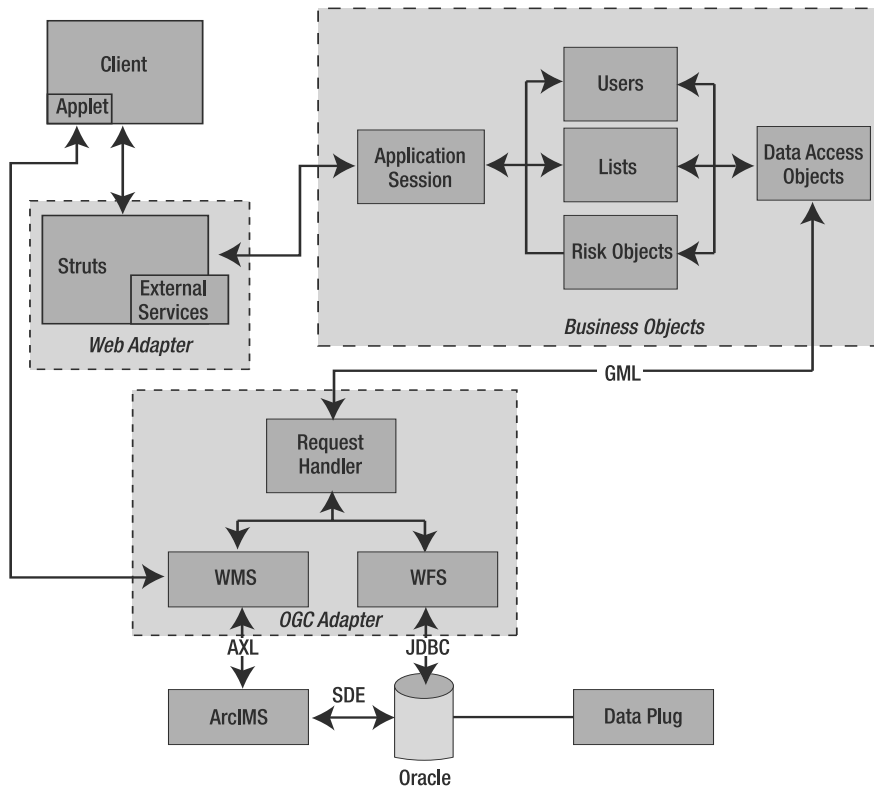 Client
Applet
Struts
External
Services
Web Adapter
Application
Session
Users
Lists
Risk Objects
Data Access
Objects
Business Objects
GML
Request
Handler
WMS
WFS
OGC Adapter
AXL
JDBC
ArcIMS
SDE
Oracle
Data Plug